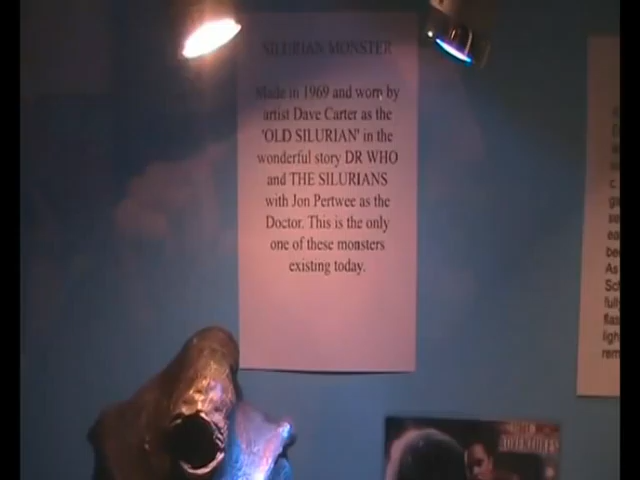 SILURIAN MONSTER
Made in 1969 and worn by
artist Dave Carter as the
'OLD SILURIAN' in the
wonderful story DR WHO
and THE SILURIANS
with Jon Pertwee as the
Doctor. This is the only
one of these monsters
existing today.
As
ADVENTURES